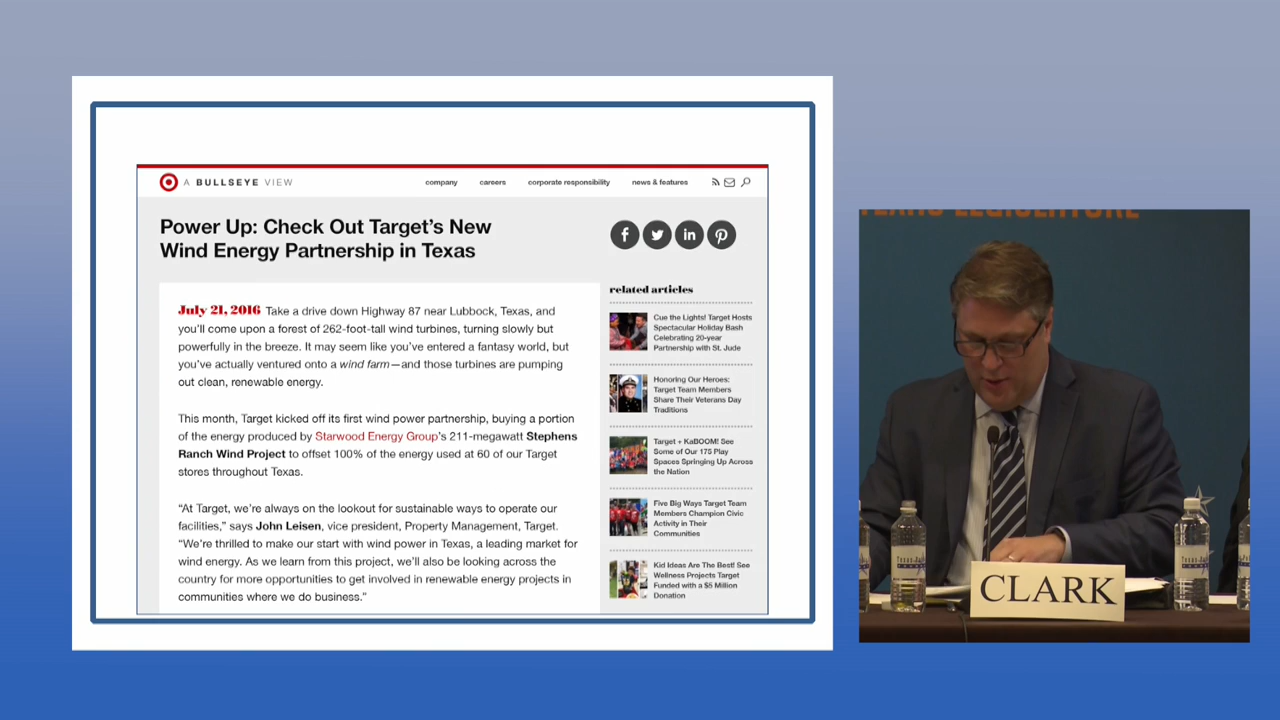 A BULLSEYE VIEW
company careers corporate responsibility news & features
Power Up: Check Out Target's New
Wind Energy Partnership in Texas
July 21, 2016 Take a drive down Highway 87 near Lubbock, Texas, and
you'll come upon a forest of 262-foot-tall wind turbines, turning slowly but
powerfully in the breeze. It may seem like you've entered a fantasy world, but
you've actually ventured onto a wind farm—and those turbines are pumping
out clean, renewable energy.
This month, Target kicked off its first wind power partnership, buying a portion
of the energy produced by Starwood Energy Group's 211-megawatt Stephens
Ranch Wind Project to offset 100% of the energy used at 60 of our Target
stores throughout Texas.
“At Target, we're always on the lookout for sustainable ways to operate our
facilities,” says John Leisen, vice president, Property Management, Target.
“We're thrilled to make our start with wind power in Texas, a leading market for
wind energy. As we learn from this project, we'll also be looking across the
country for more opportunities to get involved in renewable energy projects in
communities where we do business.”
related articles
Cue the Lights! Target Hosts
Spectacular Holiday Bash
Celebrating 20-year
Partnership with St. Jude
Honoring Our Heroes:
Target Team Members
Share Their Veterans Day
Traditions
Target + KaBOOM! See
Some of Our 175 Play
Spaces Springing Up Across
the Nation
Five Big Ways Target Team
Members Champion Civic
Activity in Their
Communities
Kid Ideas Are The Best! See
Wellness Projects Target
Funded with a $5 Million
Donation
TEXAS LEGISLATURE
CLARK